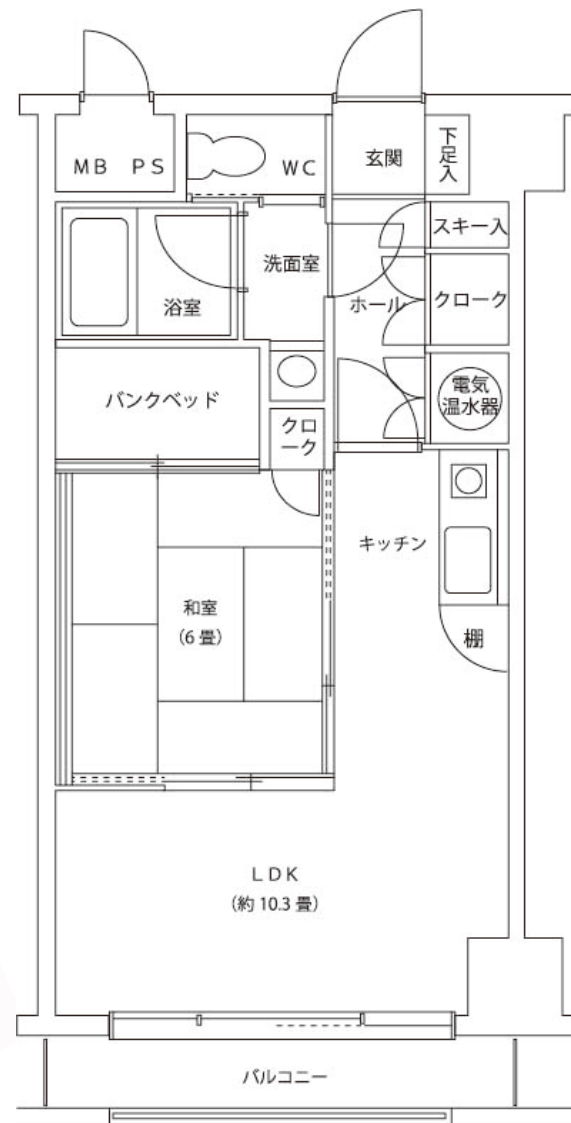 MB PS
WC
玄関
下足入
スキー入
洗面室
浴室
ホール
クローク
バンクベッド
電気
温水器
クロ
ーク
キッチン
和室
(6 畳)
棚
LDK
(約 10.3 畳)
バルコニー